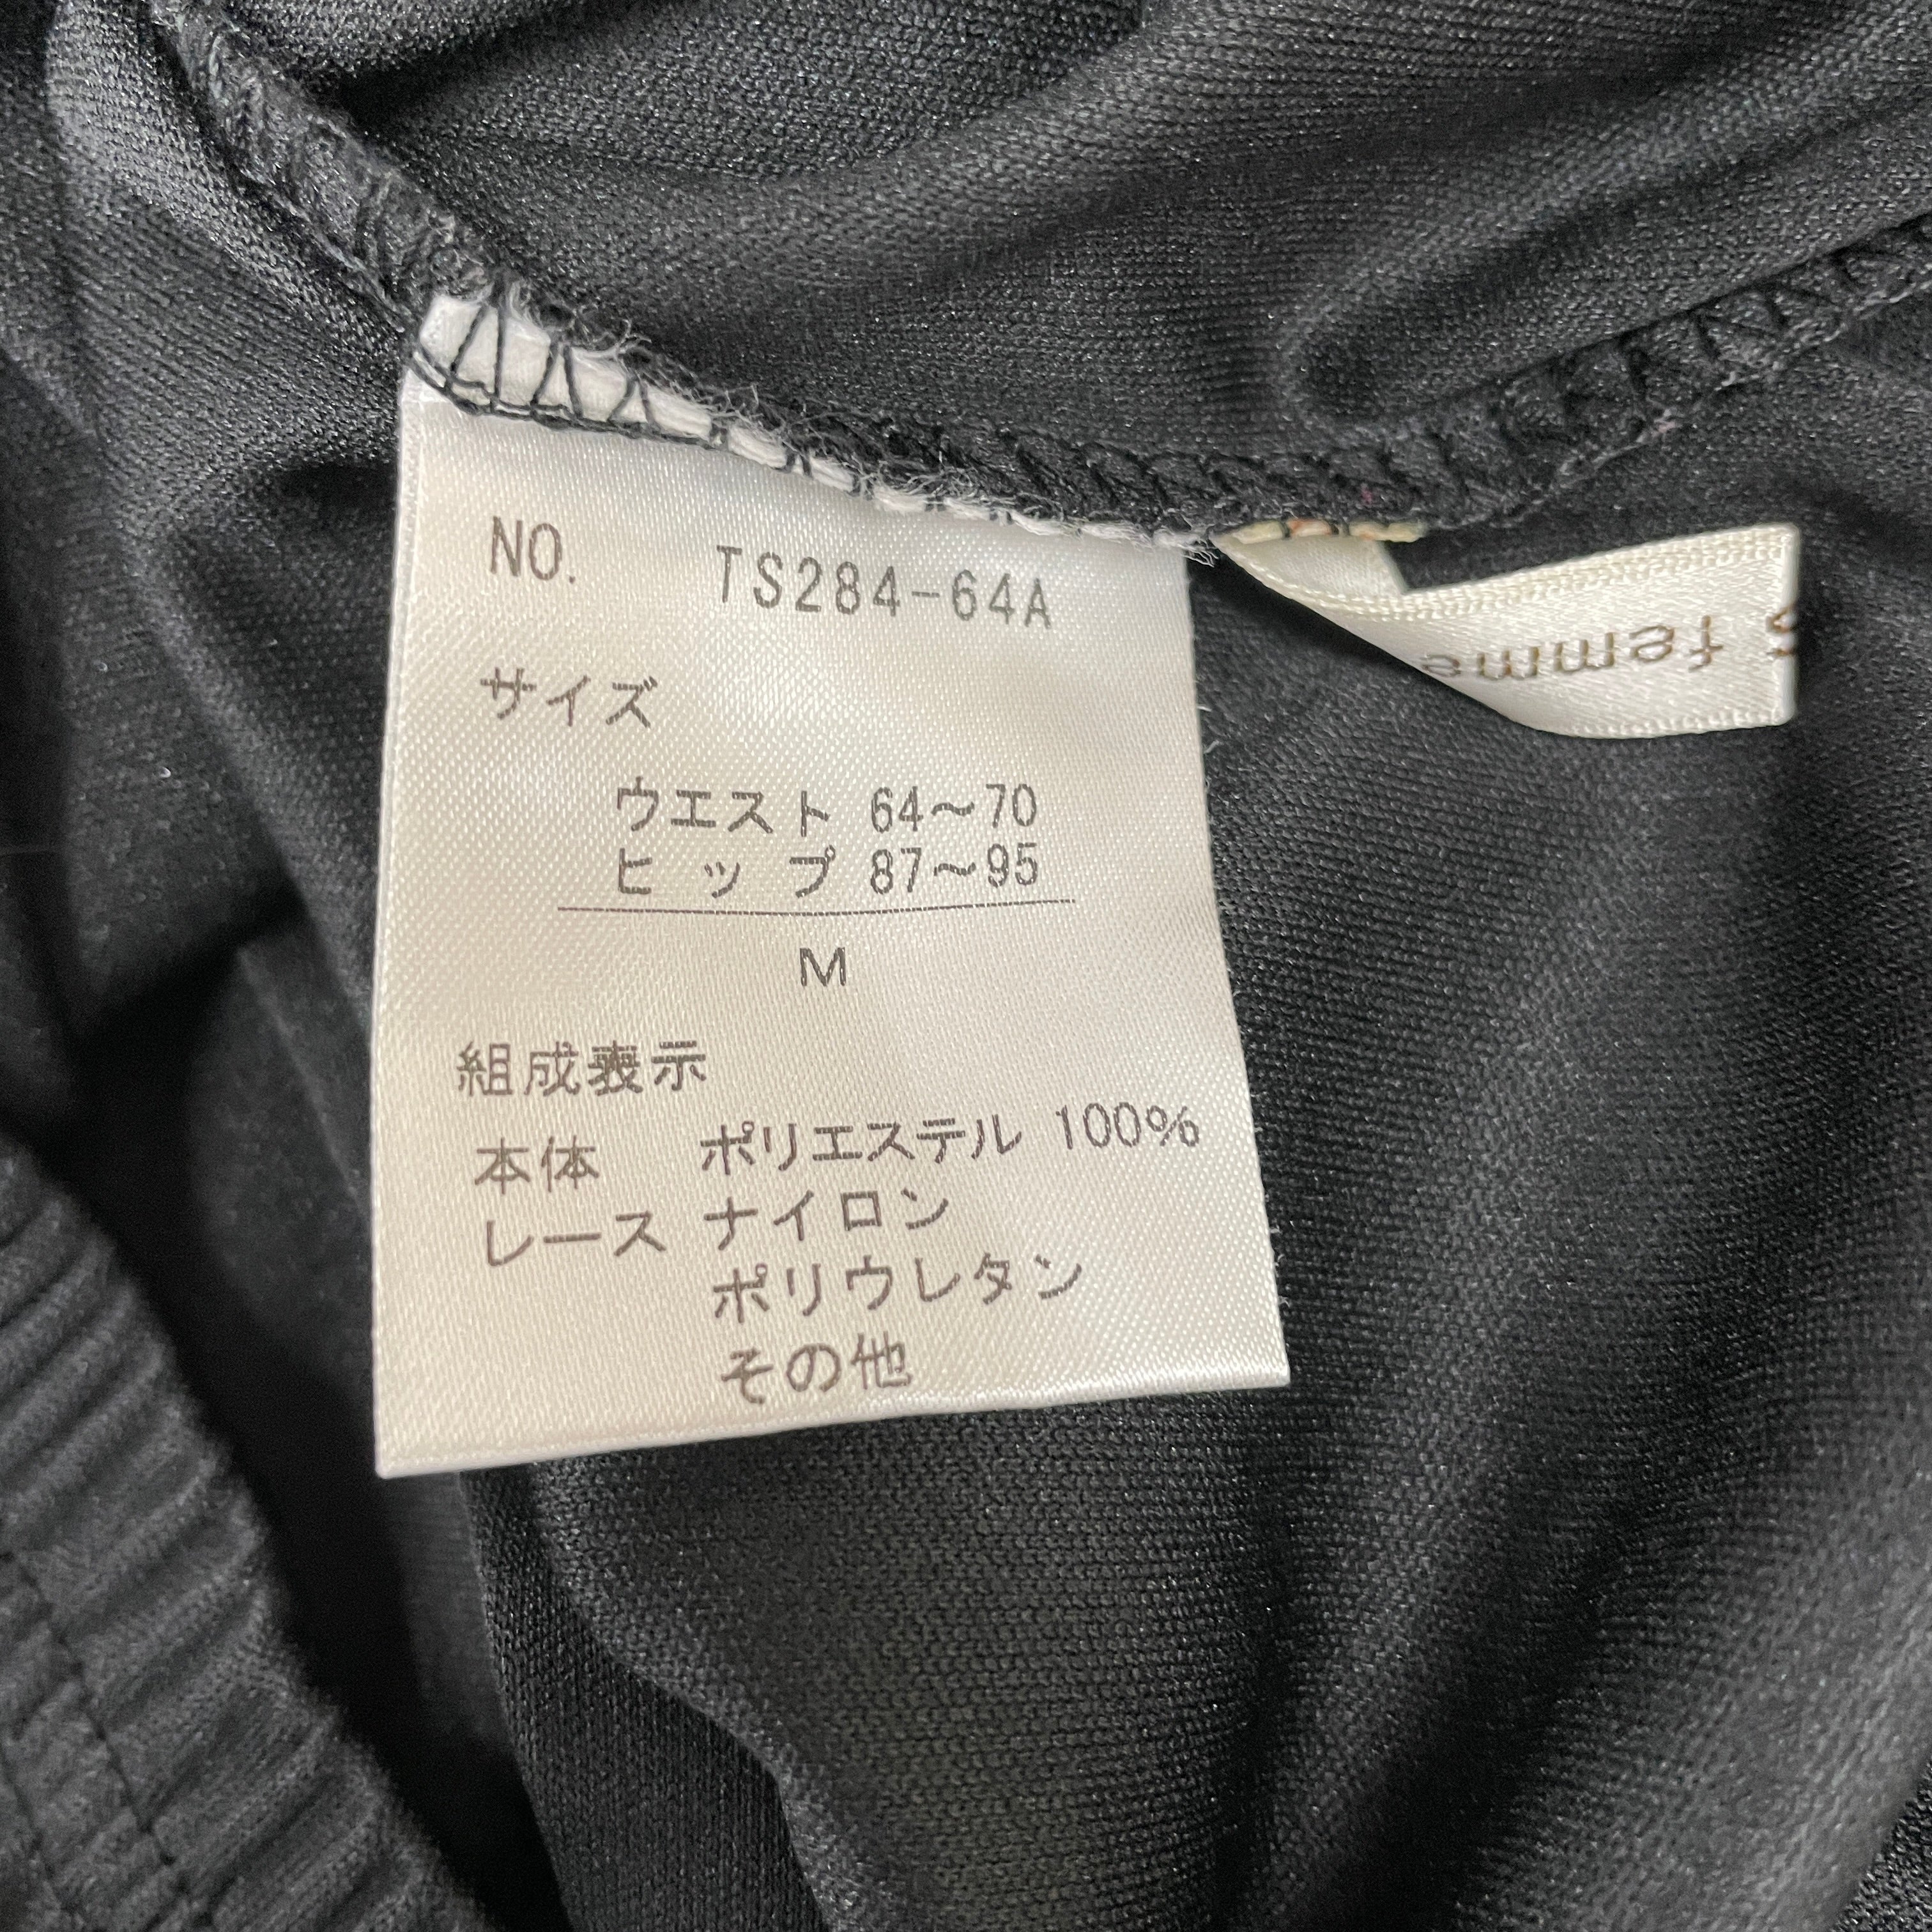 NO. TS284-64A
サイズ
ウエスト 64〜70
ヒップ 87〜95
M
組成表示
本体 ポリエステル 100%
レース ナイロン
ポリウレタン
その他
femme